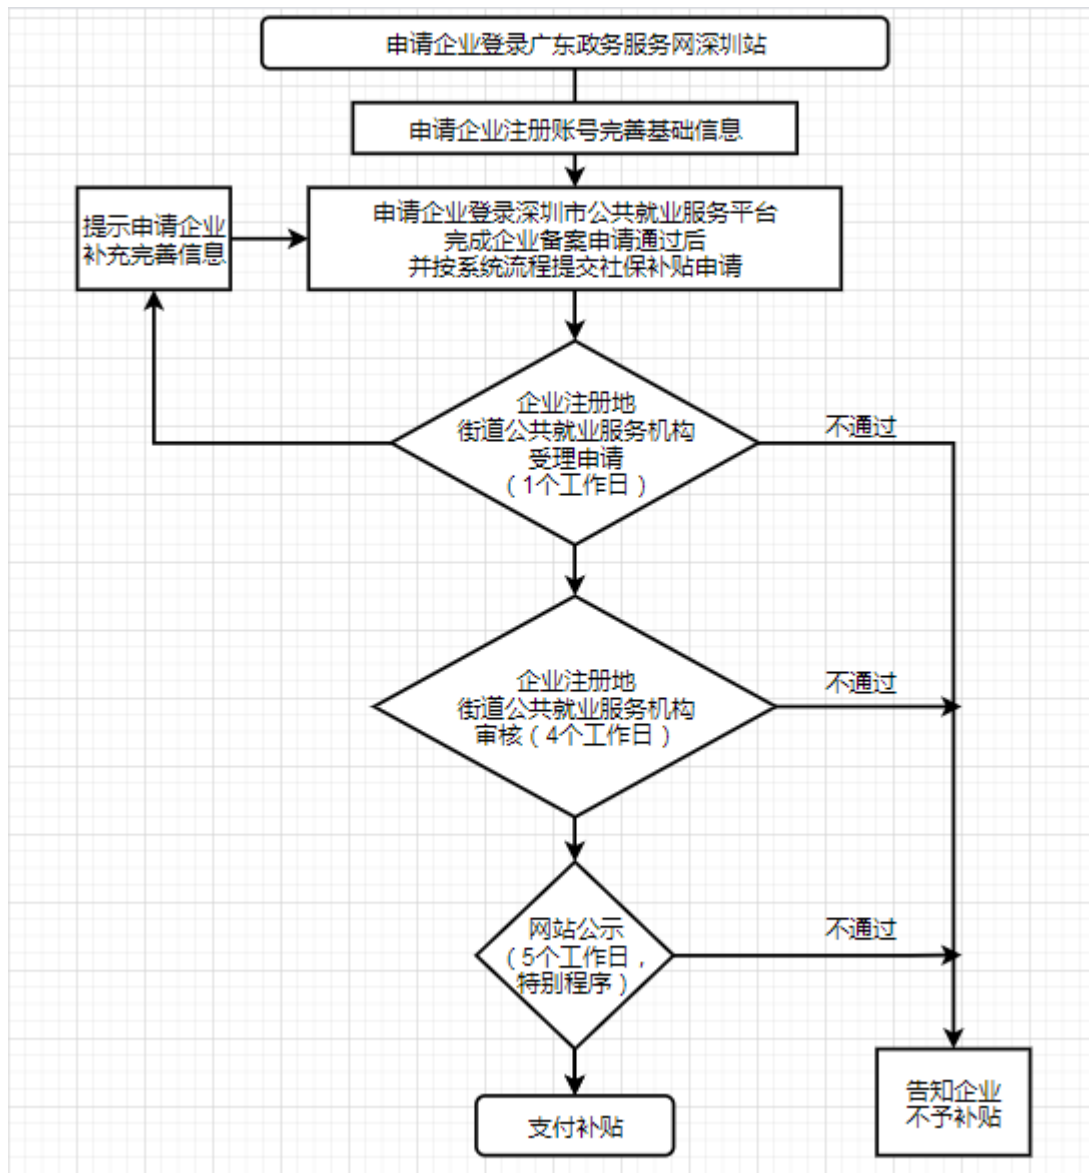 申请企业登录广东政务服务网深圳站
申请企业注册账号完善基础信息
提示申请企业
补充完善信息
申请企业登录深圳市公共就业服务平台
完成企业备案申请通过后
并按系统流程提交社保补贴申请
企业注册地
街道公共就业服务机构
受理申请
（1个工作日）
不通过
企业注册地
街道公共就业服务机构
审核（4个工作日）
不通过
网站公示
（5个工作日，
特别程序）
不通过
支付补贴
告知企业
不予补贴